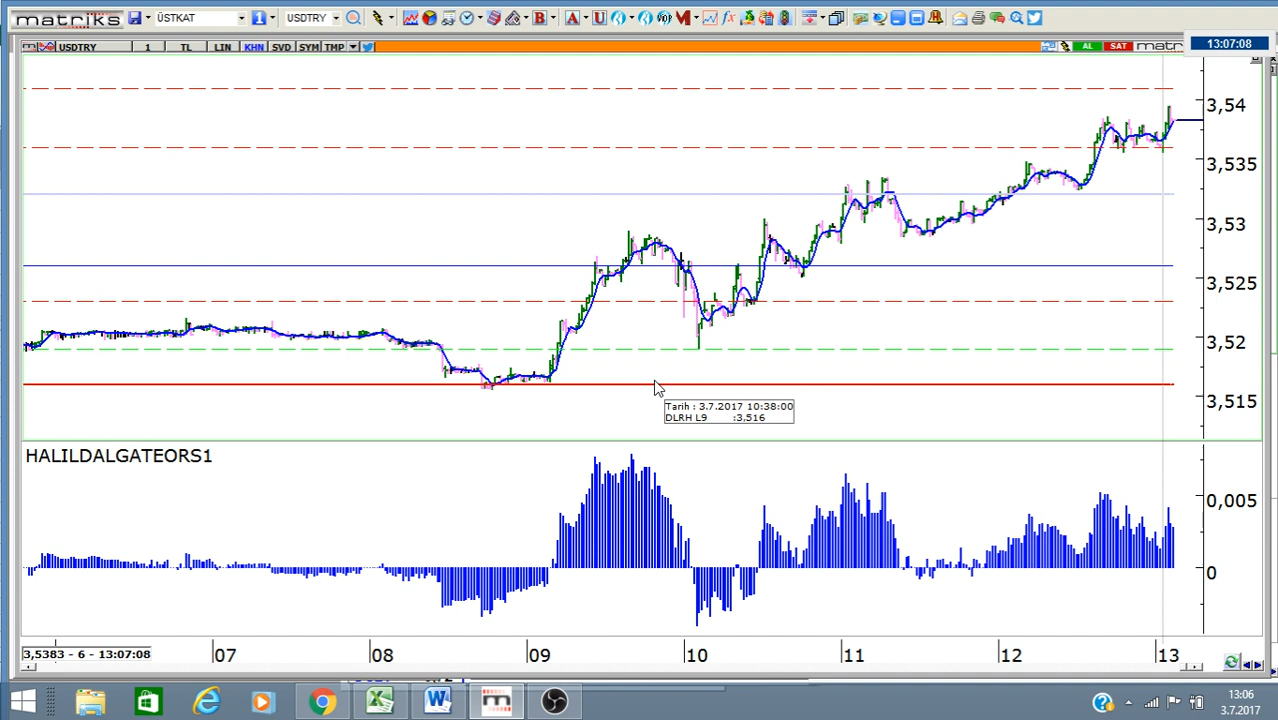 matriks ÜSTKAT USDTRY
USDTRY 1 TL LIN KHN SVD SYM TMP AL SAT matr 13:07:08
3,54
3,535
3,53
3,525
3,52
3,515
Tarih : 3.7.2017 10:38:00
DLRH L9 :3,516
HALILDALGATEORS1
0,005
0
3,5383 - 6 - 13:07:08 07 08 09 10 11 12 13
13:06
3.7.2017